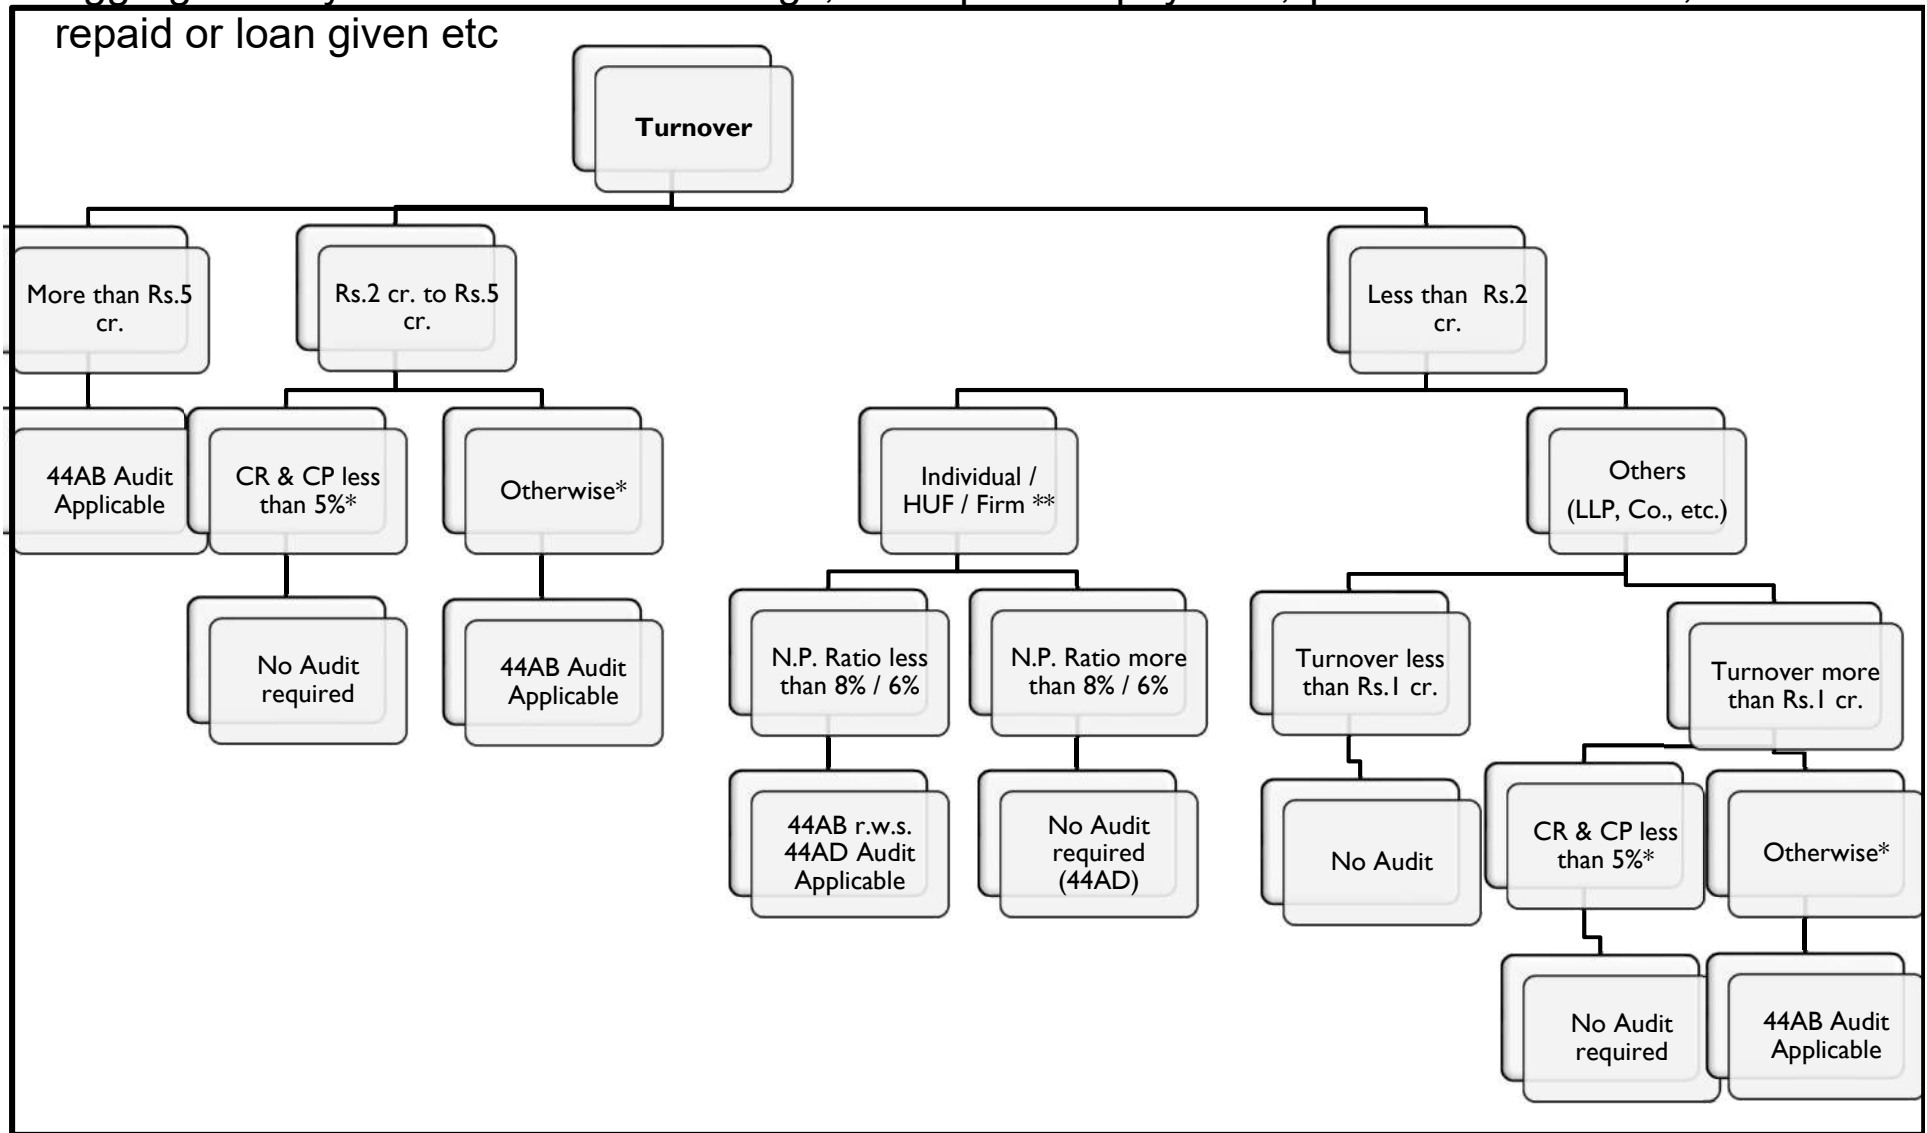 repaid or loan given etc
Turnover
More than Rs.5
cr.
Rs.2 cr. to Rs.5
cr.
Less than Rs.2
cr.
44AB Audit
Applicable
CR & CP less
than 5%*
Otherwise*
Individual /
HUF / Firm **
Others
(LLP, Co., etc.)
No Audit
required
44AB Audit
Applicable
N.P. Ratio less
than 8% / 6%
N.P. Ratio more
than 8% / 6%
Turnover less
than Rs.1 cr.
Turnover more
than Rs.1 cr.
44AB r.w.s.
44AD Audit
Applicable
No Audit
required
(44AD)
No Audit
CR & CP less
than 5%*
Otherwise*
No Audit
required
44AB Audit
Applicable